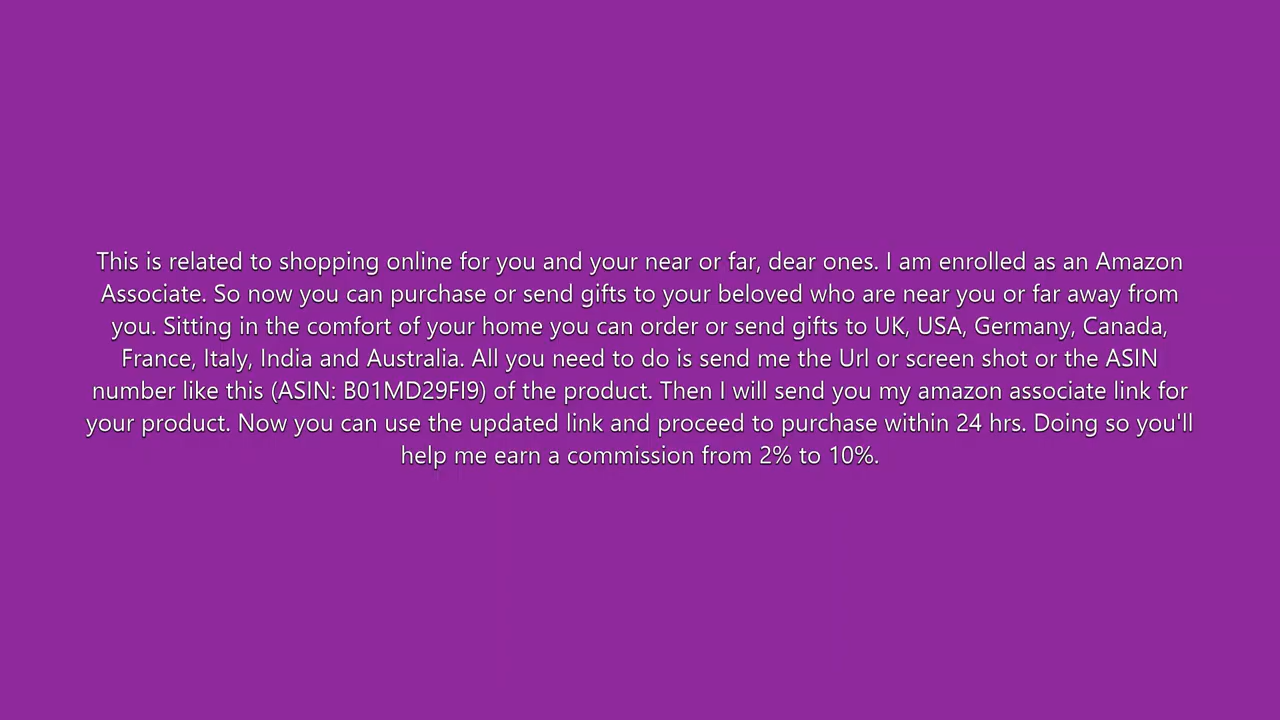 This is related to shopping online for you and your near or far, dear ones. I am enrolled as an Amazon
Associate. So now you can purchase or send gifts to your beloved who are near you or far away from
you. Sitting in the comfort of your home you can order or send gifts to UK, USA, Germany, Canada,
France, Italy, India and Australia. All you need to do is send me the Url or screen shot or the ASIN
number like this (ASIN: B01MD29FI9) of the product. Then I will send you my amazon associate link for
your product. Now you can use the updated link and proceed to purchase within 24 hrs. Doing so you'll
help me earn a commission from 2% to 10%.